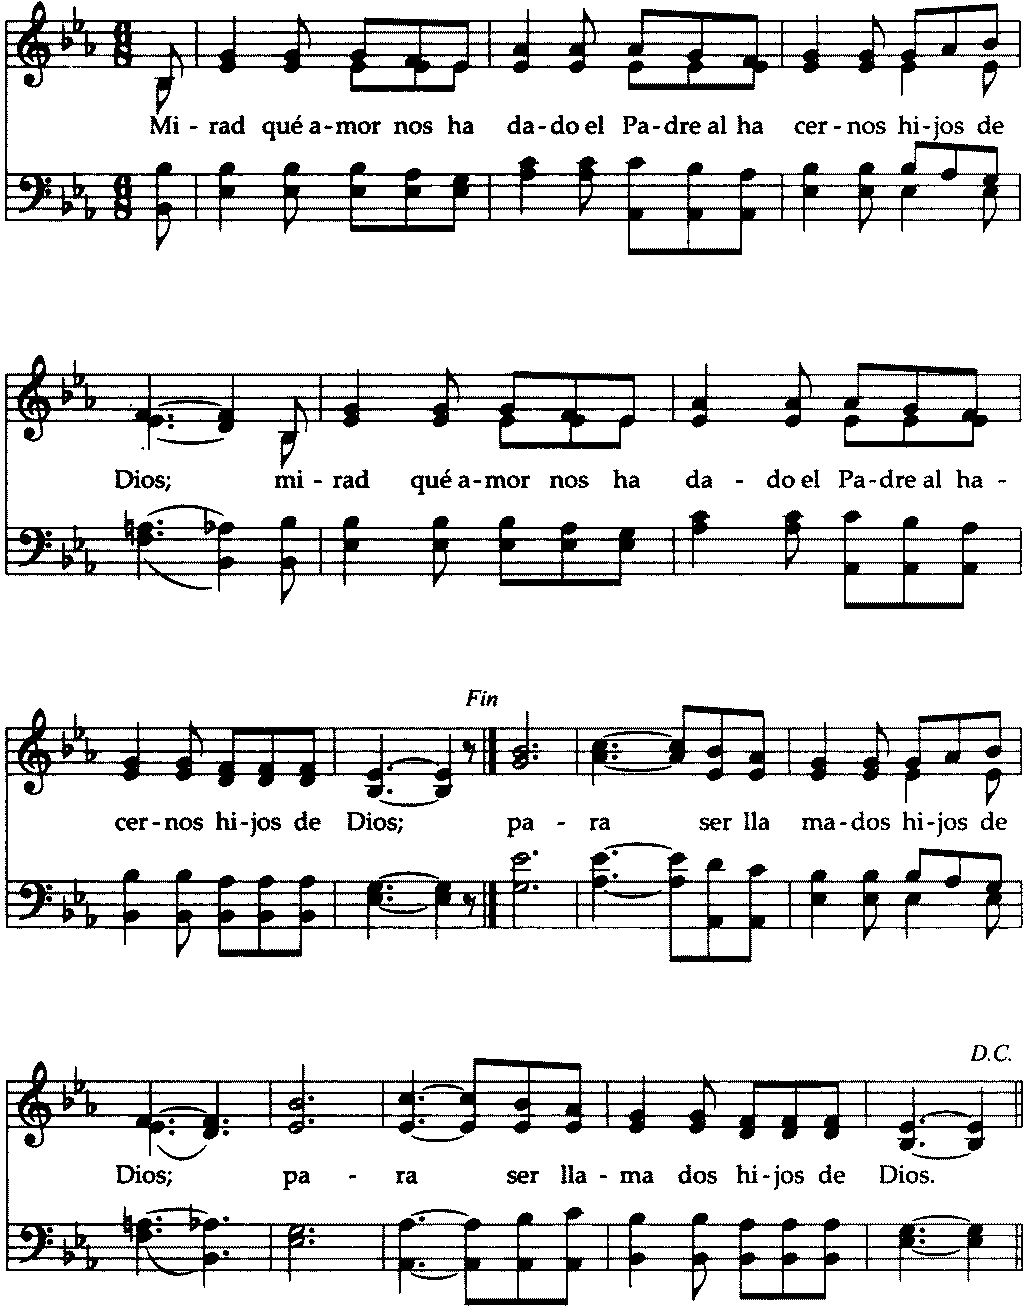 Mi - rad qué a-mor nos ha da-do el Pa-dre al ha cer-nos hi-jos de
Dios; mi - rad qué a-mor nos ha da - do el Pa-dre al ha -
Fin
cer-nos hi-jos de Dios; pa - ra ser lla ma-dos hi-jos de
D.C.
Dios; pa - ra ser lla - ma dos hi-jos de Dios.